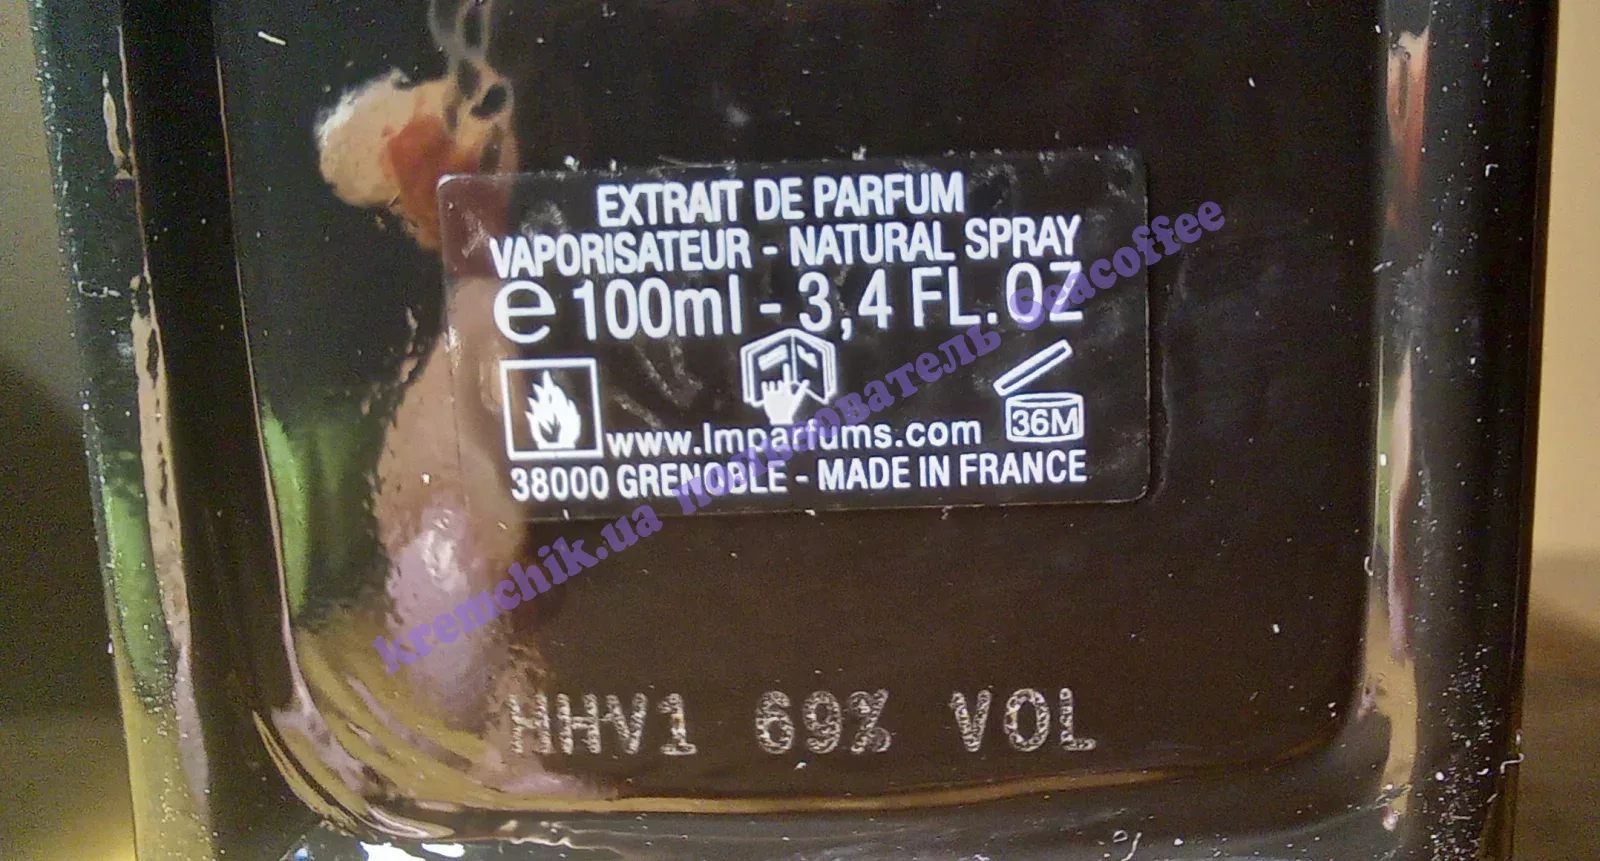 EXTRAIT DE PARFUM
VAPORISATEUR - NATURAL SPRAY
e 100ml - 3,4 FL.OZ
36M
www.lmparfums.com
38000 GRENOBLE - MADE IN FRANCE
kremchik.ua пользователь Seacoffee
HHV1 69% VOL